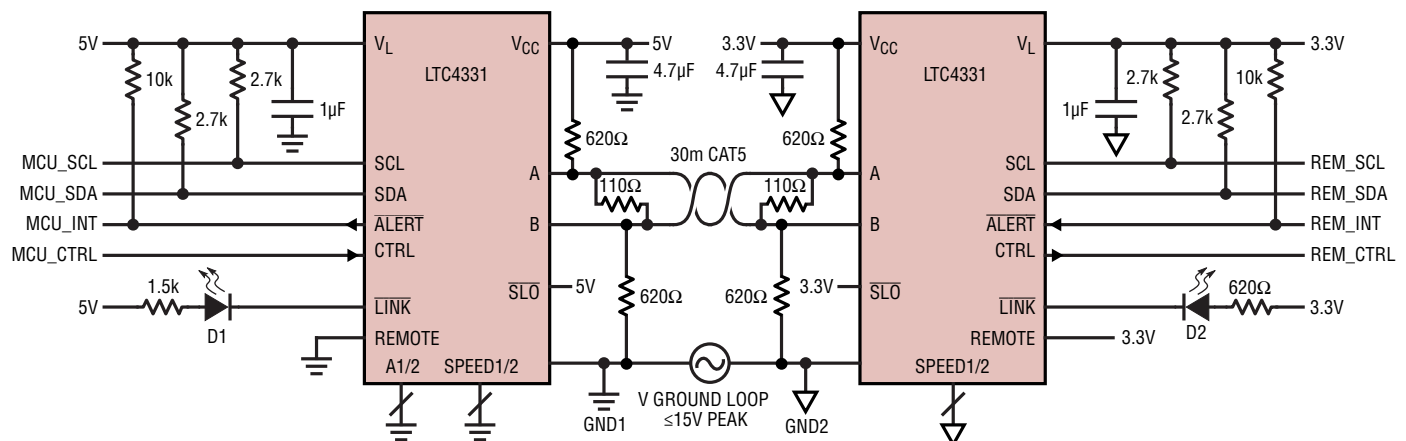 5V
VL
VCC
5V
3.3V
VCC
VL
3.3V
10k
2.7k
LTC4331
4.7µF
4.7µF
LTC4331
2.7k
10k
2.7k
1µF
1µF
2.7k
620Ω
620Ω
30m CAT5
MCU_SCL
SCL
SCL
REM_SCL
A
110Ω
110Ω
A
MCU_SDA
SDA
SDA
REM_SDA
MCU_INT
ALERT
B
B
ALERT
REM_INT
MCU_CTRL
CTRL
CTRL
REM_CTRL
1.5k
SLO
5V
620Ω
620Ω
3.3V
SLO
620Ω
5V
LINK
LINK
3.3V
D1
D2
REMOTE
REMOTE
3.3V
A1/2
SPEED1/2
SPEED1/2
GND1
V GROUND LOOP
≤15V PEAK
GND2